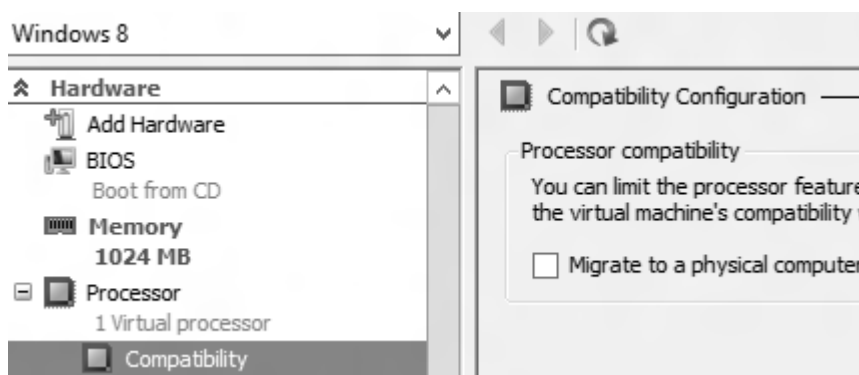 Windows 8
Hardware
Add Hardware
BIOS
Boot from CD
Memory
1024 MB
Processor
1 Virtual processor
Compatibility
Compatibility Configuration
Processor compatibility
You can limit the processor
the virtual machine's compatibility
Migrate to a physical computer